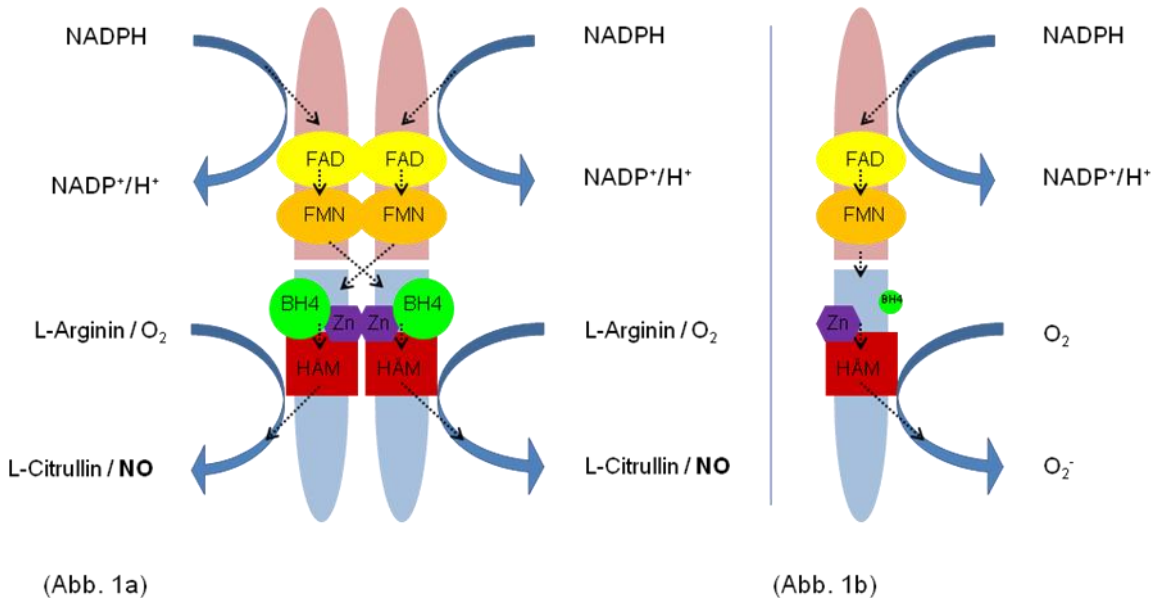 NADPH
NADPH
NADPH
FAD
FAD
FAD
NADP⁺/H⁺
NADP⁺/H⁺
NADP⁺/H⁺
FMN
FMN
FMN
BH4
BH4
BH4
Zn
Zn
Zn
L-Arginin / O₂
L-Arginin / O₂
O₂
HÄM
HÄM
HÄM
L-Citrullin / NO
L-Citrullin / NO
O₂⁻
(Abb. 1a)
(Abb. 1b)